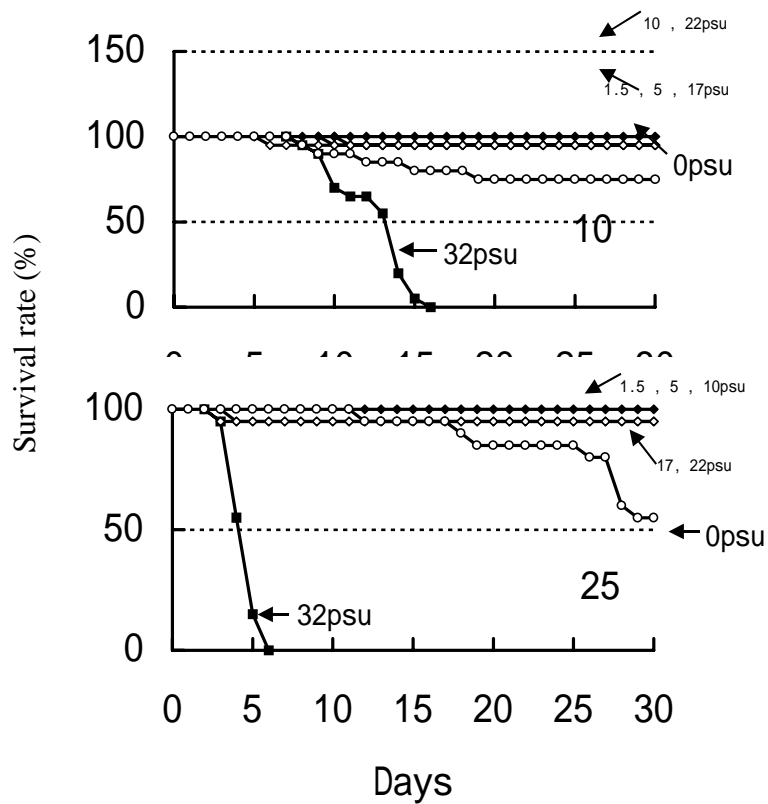 10 , 22psu
150
1.5 , 5 , 17psu
100
0psu
50
10
32psu
0
Survival rate (%)
1.5 , 5 , 10psu
100
17, 22psu
50
0psu
25
32psu
0
0 5 10 15 20 25 30
Days